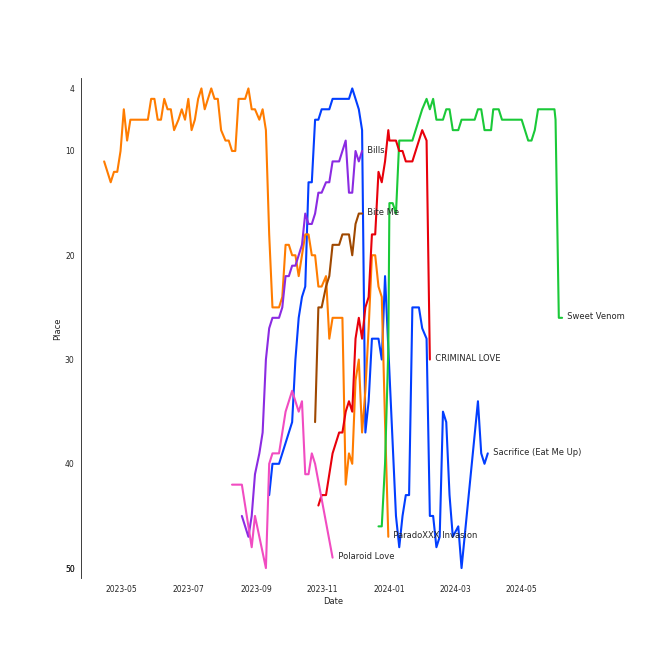 4
10
Bills
Bite Me
20
Sweet Venom
30
CRIMINAL LOVE
Place
40
Sacrifice (Eat Me Up)
ParadoXXX Invasion
Polaroid Love
50
2023-05
2023-07
2023-09
2023-11
2024-01
2024-03
2024-05
Date